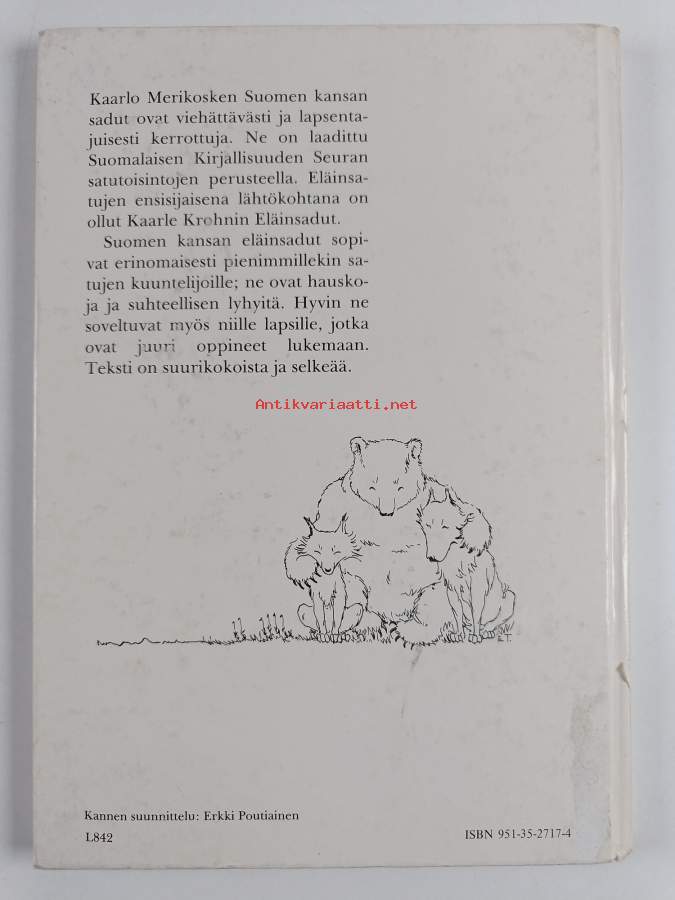 Kaarlo Merikosken Suomen kansan
sadut ovat viehättävästi ja lapsenta-
juisesti kerrottuja. Ne on laadittu
Suomalaisen Kirjallisuuden Seuran
satutoisintojen perusteella. Eläinsa-
tujen ensisijaisena lähtökohtana on
ollut Kaarle Krohnin Eläinsadut.
Suomen kansan eläinsadut sopi-
vat erinomaisesti pienimmillekin sa-
tujen kuuntelijoille; ne ovat hausko-
ja ja suhteellisen lyhyitä. Hyvin ne
soveltuvat myös niille lapsille, jotka
ovat juuri oppineet lukemaan.
Teksti on suurikokoista ja selkeää.
Antikvariaatti.net
E.T.
Kannen suunnittelu: Erkki Poutiainen
L842
ISBN 951-35-2717-4